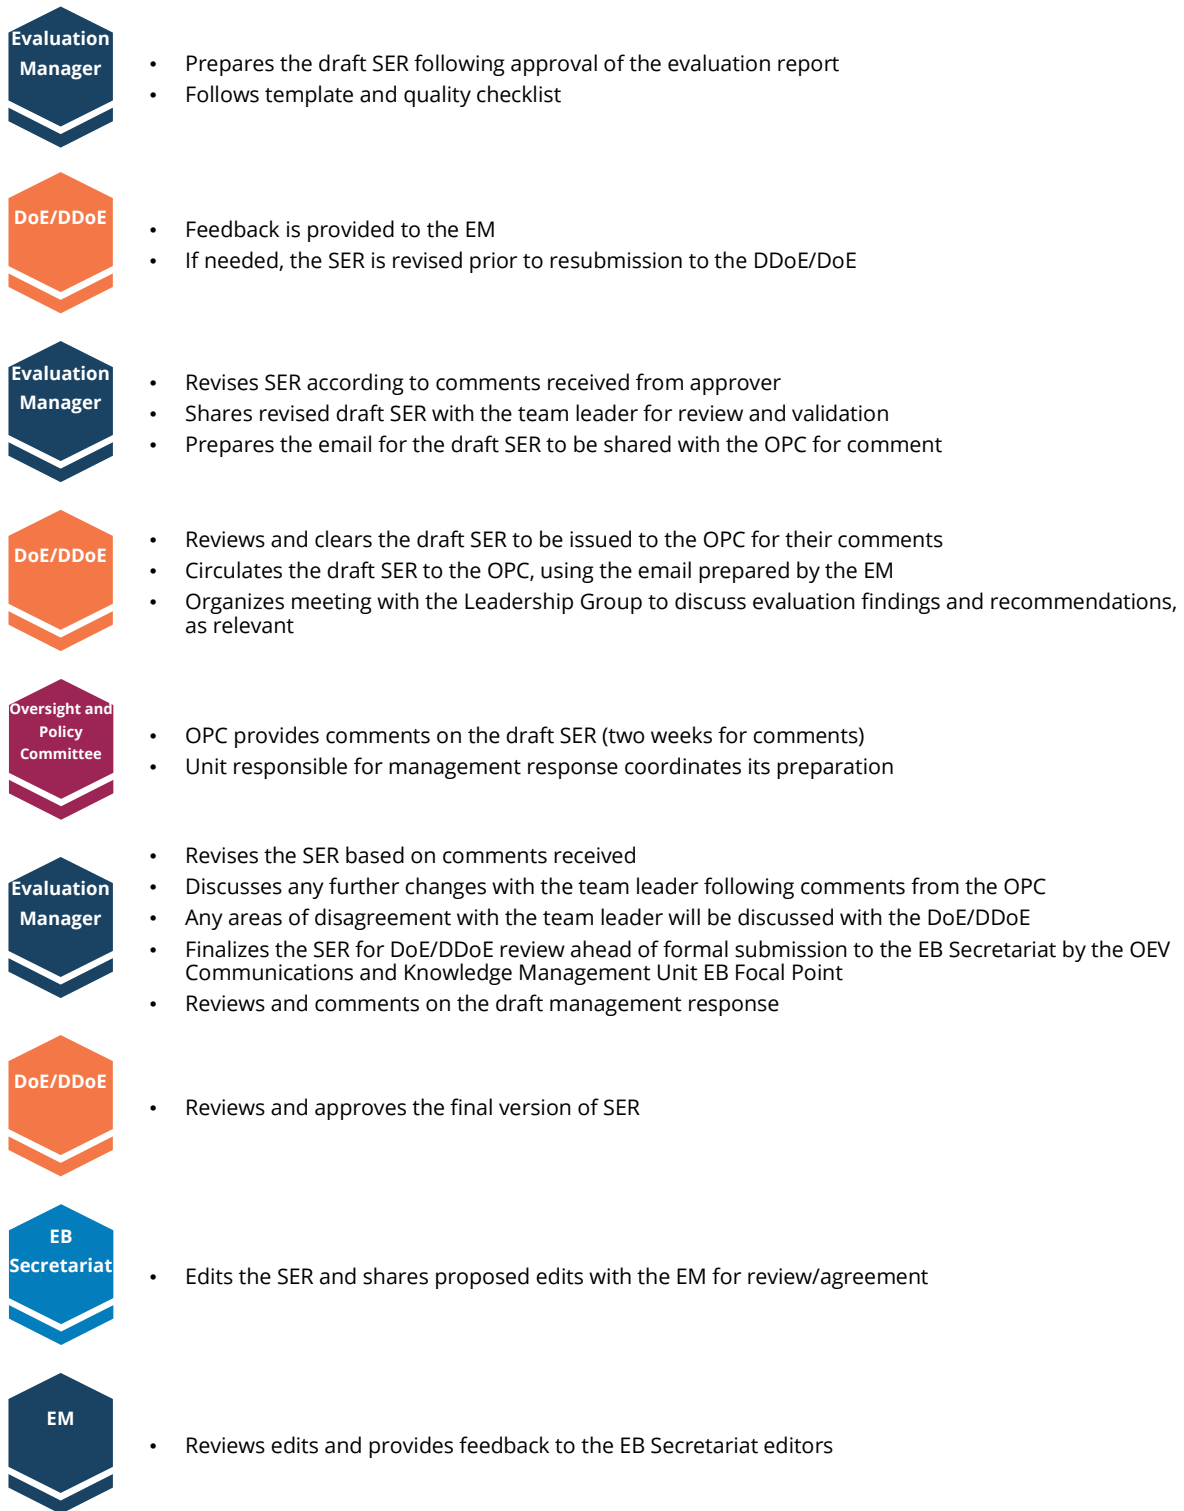 Evaluation
Manager
• Prepares the draft SER following approval of the evaluation report
• Follows template and quality checklist
DoE/DDoE
• Feedback is provided to the EM
• If needed, the SER is revised prior to resubmission to the DDoE/DoE
Evaluation
Manager
• Revises SER according to comments received from approver
• Shares revised draft SER with the team leader for review and validation
• Prepares the email for the draft SER to be shared with the OPC for comment
DoE/DDoE
• Reviews and clears the draft SER to be issued to the OPC for their comments
• Circulates the draft SER to the OPC, using the email prepared by the EM
• Organizes meeting with the Leadership Group to discuss evaluation findings and recommendations,
as relevant
Oversight and
Policy
Committee
• OPC provides comments on the draft SER (two weeks for comments)
• Unit responsible for management response coordinates its preparation
Evaluation
Manager
• Revises the SER based on comments received
• Discusses any further changes with the team leader following comments from the OPC
• Any areas of disagreement with the team leader will be discussed with the DoE/DDoE
• Finalizes the SER for DoE/DDoE review ahead of formal submission to the EB Secretariat by the OEV
Communications and Knowledge Management Unit EB Focal Point
• Reviews and comments on the draft management response
DoE/DDoE
• Reviews and approves the final version of SER
EB
Secretariat
• Edits the SER and shares proposed edits with the EM for review/agreement
EM
• Reviews edits and provides feedback to the EB Secretariat editors